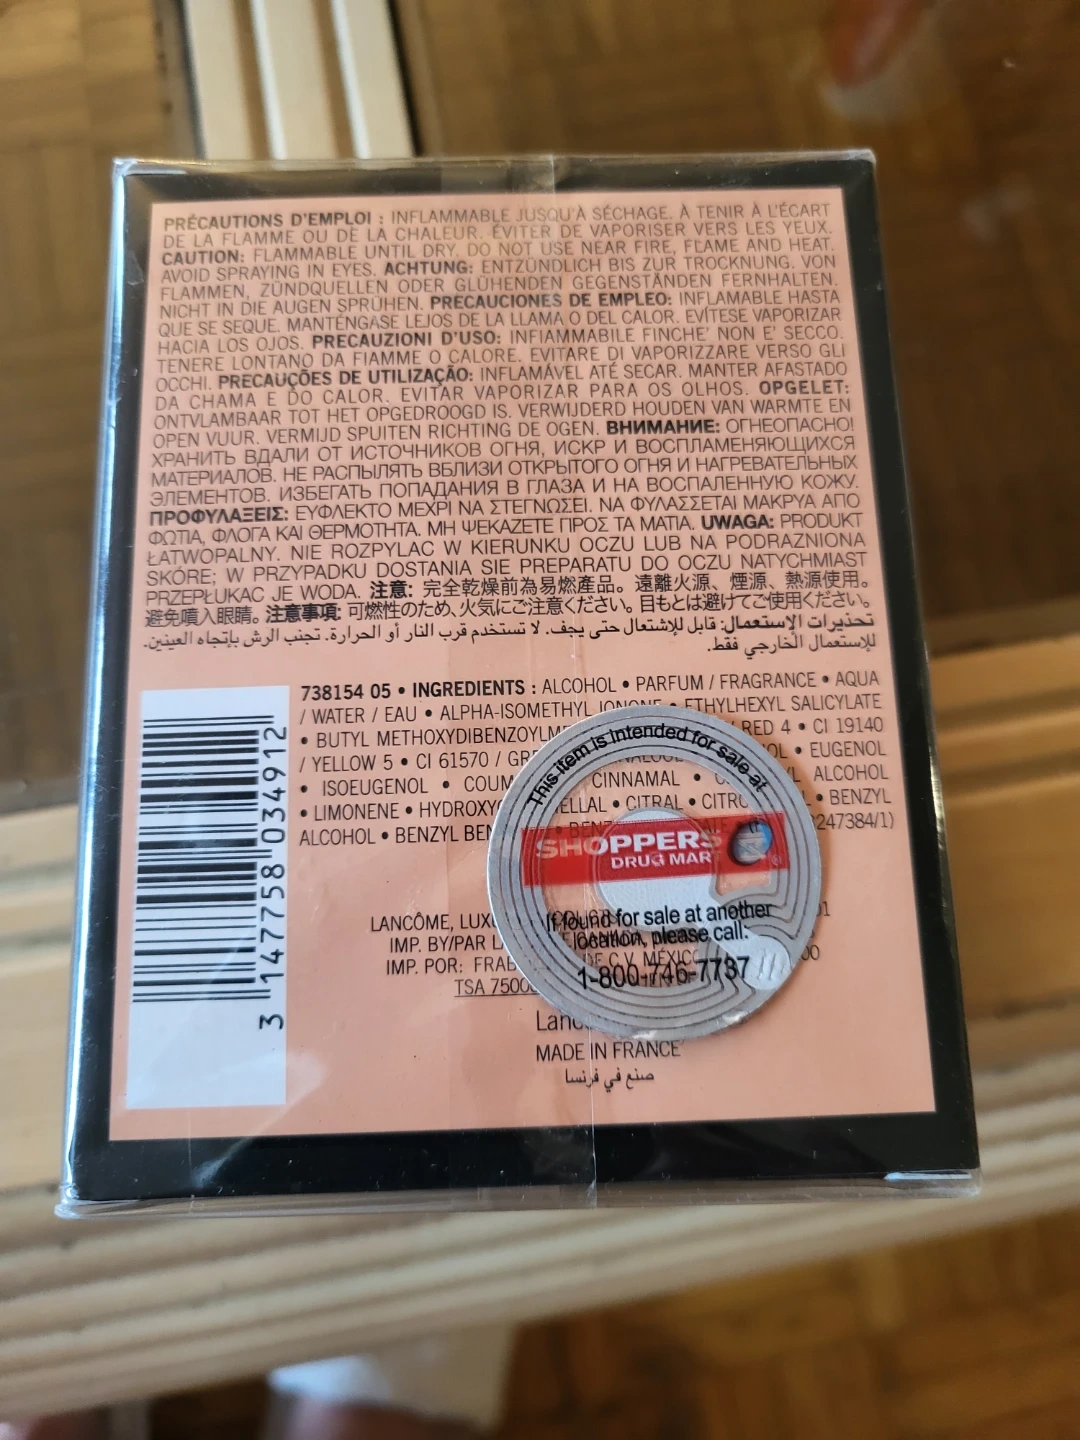 PRÉCAUTIONS D'EMPLOI : INFLAMMABLE JUSQU'À SÉCHAGE. À TENIR À L'ÉCART
DE LA FLAMME OU DE LA CHALEUR. ÉVITER DE VAPORISER VERS LES YEUX.
CAUTION: FLAMMABLE UNTIL DRY. DO NOT USE NEAR FIRE, FLAME AND HEAT.
AVOID SPRAYING IN EYES. ACHTUNG: ENTZÜNDLICH BIS ZUR TROCKNUNG. VON
FLAMMEN, ZÜNDQUELLEN ODER GLÜHENDEN GEGENSTÄNDEN FERNHALTEN.
NICHT IN DIE AUGEN SPRÜHEN. PRECAUCIONES DE EMPLEO: INFLAMABLE HASTA
QUE SE SEQUE. MANTÉNGASE LEJOS DE LA LLAMA O DEL CALOR. EVÍTESE VAPORIZAR
HACIA LOS OJOS. PRECAUZIONI D'USO: INFIAMMABILE FINCHE' NON E' SECCO.
TENERE LONTANO DA FIAMME O CALORE. EVITARE DI VAPORIZZARE VERSO GLI
OCCHI. PRECAUÇÕES DE UTILIZAÇÃO: INFLAMÁVEL ATÉ SECAR. MANTER AFASTADO
DA CHAMA E DO CALOR. EVITAR VAPORIZAR PARA OS OLHOS. OPGELET:
ONTVLAMBAAR TOT HET OPGEDROOGD IS. VERWIJDERD HOUDEN VAN WARMTE EN
OPEN VUUR. VERMIJD SPUITEN RICHTING DE OGEN. ВНИМАНИЕ: ОГНЕОПАСНО!
ХРАНИТЬ ВДАЛИ ОТ ИСТОЧНИКОВ ОГНЯ, ИСКР И ВОСПЛАМЕНЯЮЩИХСЯ
МАТЕРИАЛОВ. НЕ РАСПЫЛЯТЬ ВБЛИЗИ ОТКРЫТОГО ОГНЯ И НАГРЕВАТЕЛЬНЫХ
ЭЛЕМЕНТОВ. ИЗБЕГАТЬ ПОПАДАНИЯ В ГЛАЗА И НА ВОСПАЛЕННУЮ КОЖУ.
ΠΡΟΦΥΛΑΞΕΙΣ: ΕΥΦΛΕΚΤΟ ΜΕΧΡΙ ΝΑ ΣΤΕΓΝΩΣΕΙ. ΝΑ ΦΥΛΑΣΣΕΤΑΙ ΜΑΚΡΥΑ ΑΠΟ
ΦΩΤΙΑ, ΦΛΟΓΑ ΚΑΙ ΘΕΡΜΟΤΗΤΑ. ΜΗ ΨΕΚΑΖΕΤΕ ΠΡΟΣ ΤΑ ΜΑΤΙΑ. UWAGA: PRODUKT
ŁATWOPALNY. NIE ROZPYLAC W KIERUNKU OCZU LUB NA PODRAZNIONA
SKÓRE; W PRZYPADKU DOSTANIA SIE PREPARATU DO OCZU NATYCHMIAST
PRZEPŁUKAC JE WODA. 注意: 完全乾燥前為易燃產品。遠離火源、煙源、熱源使用。
避免噴入眼睛。注意事項: 可燃性のため、火気にご注意ください。目もとは避けてご使用ください。
تحذيرات الإستعمال: قابل للإشتعال حتى يجف. لا تستخدم قرب النار أو الحرارة. تجنب الرش بإتجاه العينين.
للإستعمال الخارجي فقط.
738154 05 • INGREDIENTS : ALCOHOL • PARFUM / FRAGRANCE • AQUA
/ WATER / EAU • ALPHA-ISOMETHYL IONONE • ETHYLHEXYL SALICYLATE
• BUTYL METHOXYDIBENZOYLME RED 4 • CI 19140
/ YELLOW 5 • CI 61570 / GRE • EUGENOL
• ISOEUGENOL • COUM CINNAMAL • ALCOHOL
• LIMONENE • HYDROXYC ELLAL • CITRAL • CITRO • BENZYL
ALCOHOL • BENZYL BEN 247384/1)
This item is intended for sale at
SHOPPERS
DRUG MAR
®
If found for sale at another
location, please call:
1-800-746-7737
LANCÔME, LUX
IMP. BY/PAR L CANADA,
IMP. POR: FRAB DE C.V. MEXICO
TSA 7500
Lanc
MADE IN FRANCE
صنع في فرنسا
3 147758 034912